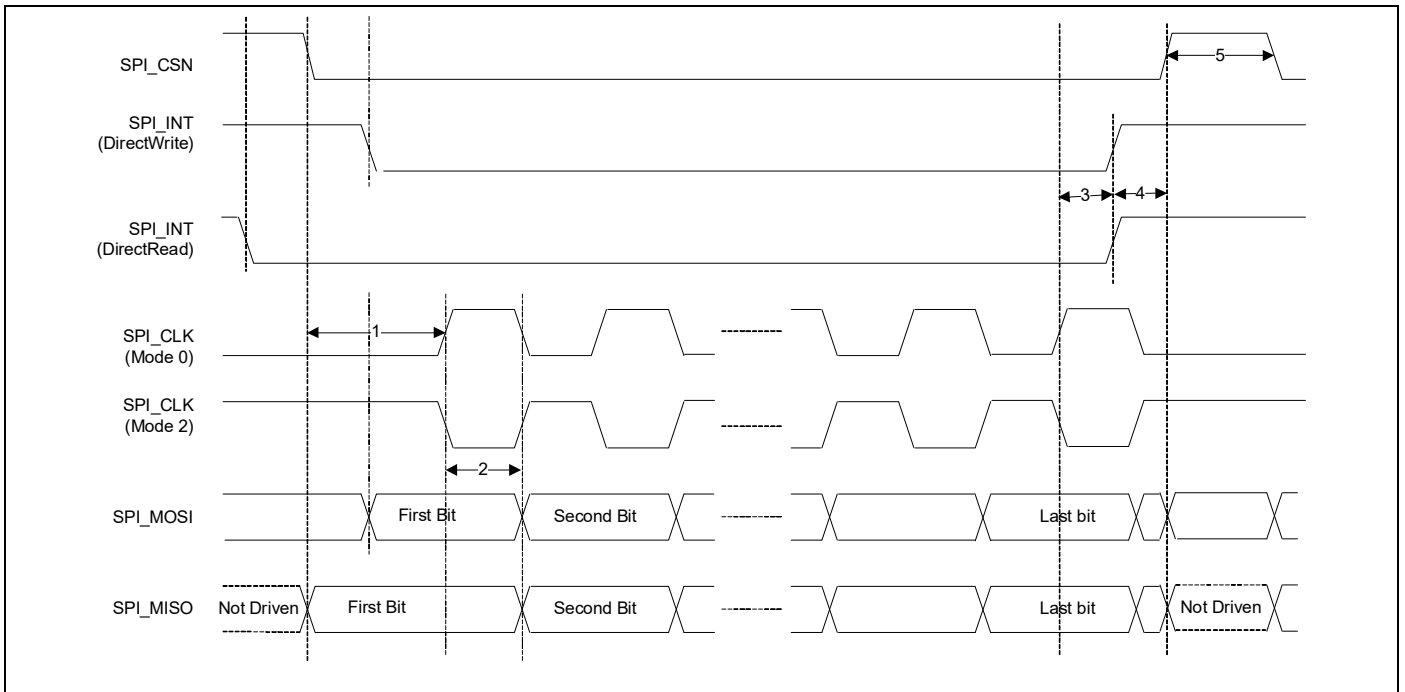 SPI_CSN
5
SPI_INT
(DirectWrite)
3
4
SPI_INT
(DirectRead)
SPI_CLK
(Mode 0)
1
SPI_CLK
(Mode 2)
2
SPI_MOSI
First Bit
Second Bit
Last bit
SPI_MISO
Not Driven
First Bit
Second Bit
Last bit
Not Driven